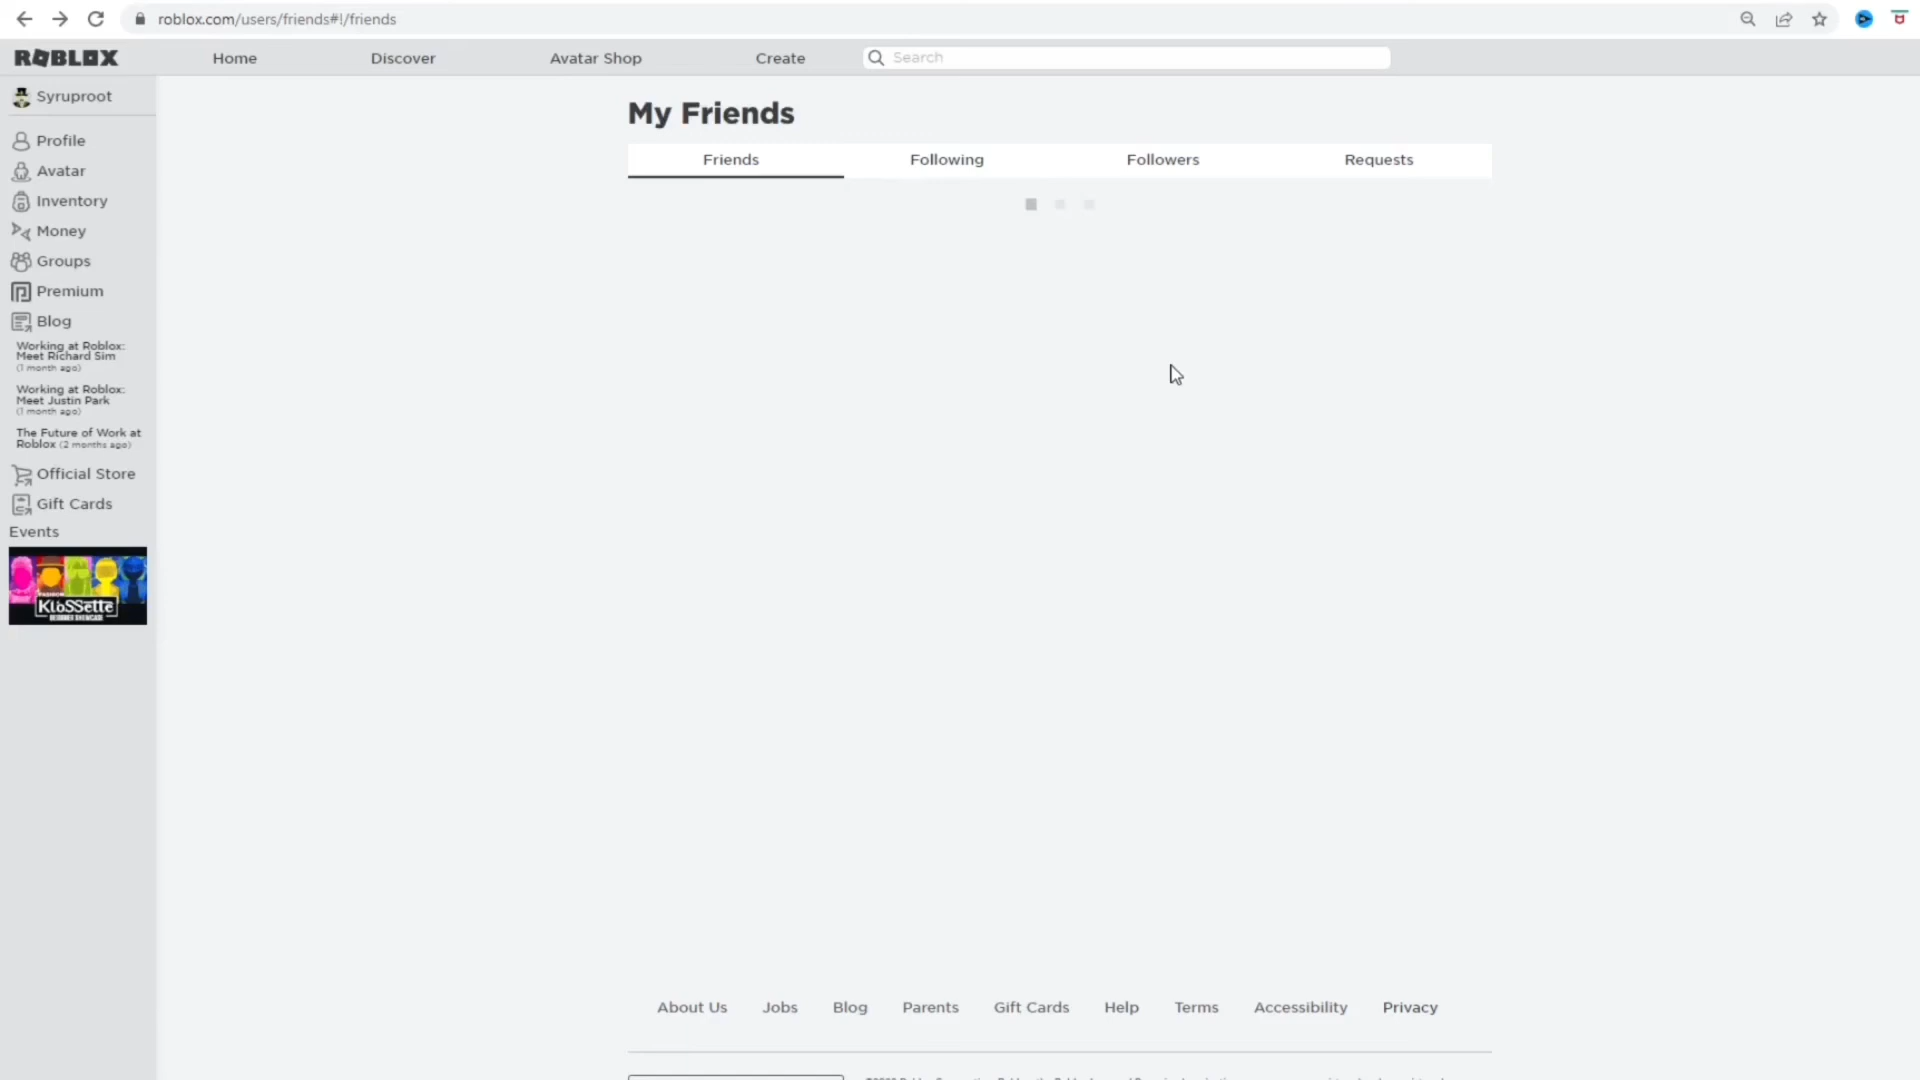 roblox.com/users/friends#!/friends
ROBLOX
Home
Discover
Avatar Shop
Create
Search
Syruproot
Profile
Avatar
Inventory
Money
Groups
Premium
Blog
Working at Roblox:
Meet Richard Sim
(1 month ago)
Working at Roblox:
Meet Justin Park
(1 month ago)
The Future of Work at
Roblox (2 months ago)
Official Store
Gift Cards
Events
FASHION
KLOSSette
DESIGNER SHOWCASE
My Friends
Friends
Following
Followers
Requests
About Us
Jobs
Blog
Parents
Gift Cards
Help
Terms
Accessibility
Privacy